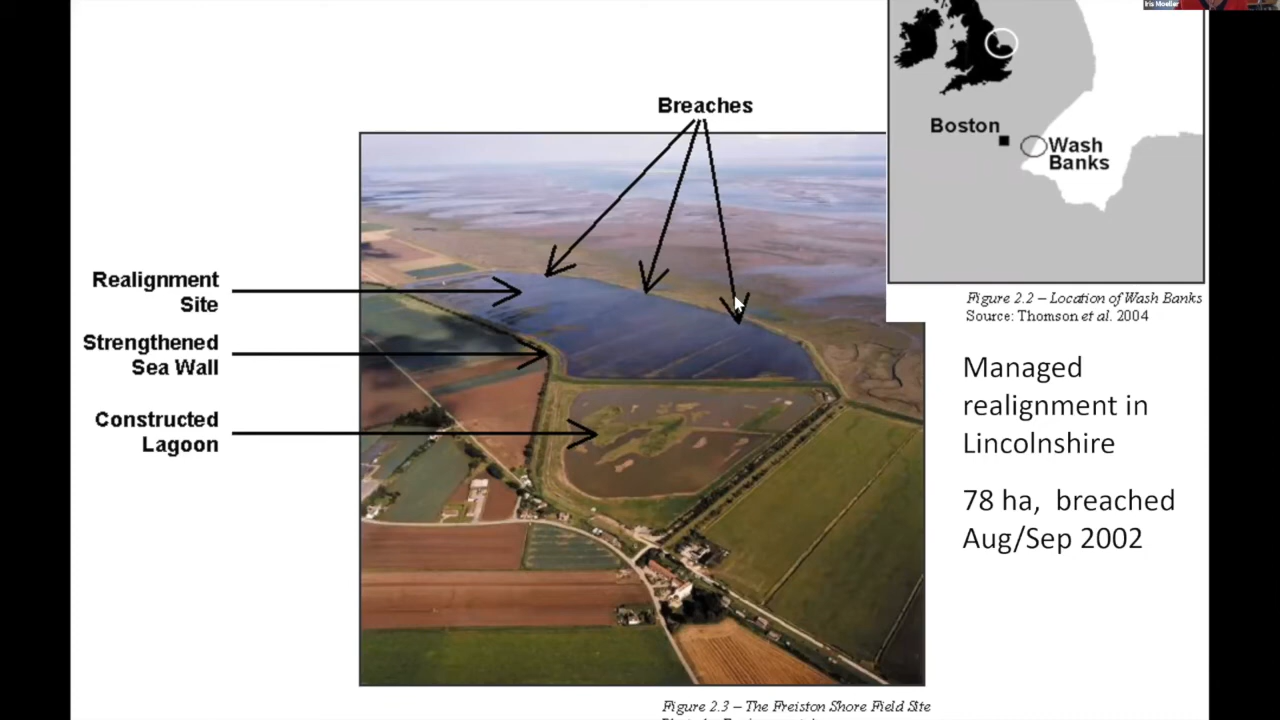 Iris Moeller
Breaches
Boston
Wash
Banks
Realignment
Site
Strengthened
Sea Wall
Constructed
Lagoon
Figure 2.2 – Location of Wash Banks
Source: Thomson et al. 2004
Managed
realignment in
Lincolnshire
78 ha, breached
Aug/Sep 2002
Figure 2.3 – The Freiston Shore Field Site